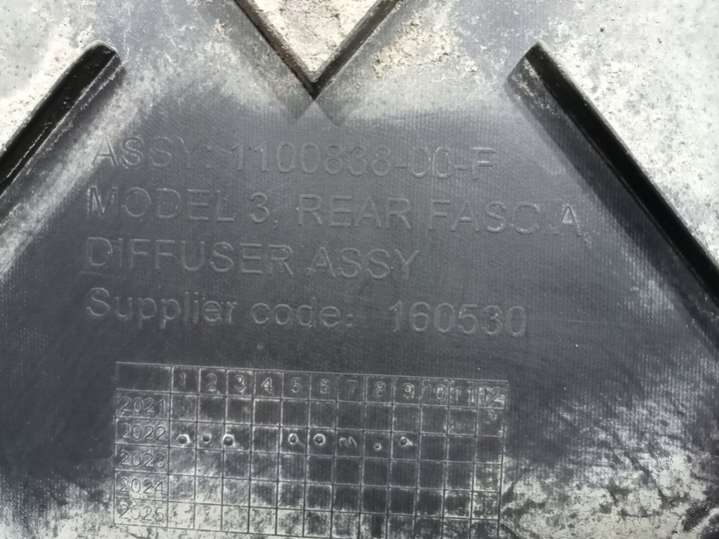 ASSY: 1100838-00-F
MODEL 3, REAR FASCIA
DIFFUSER ASSY
Supplier code: 160530
1 2 3 4 5 6 7 8 9 10 11 12
2021
2022
2023
2024
2025